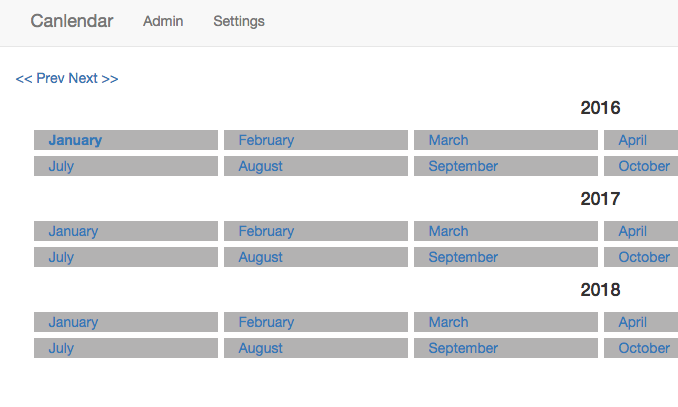 Canlendar Admin Settings
<< Prev Next >>
2016
January February March April
July August September October
2017
January February March April
July August September October
2018
January February March April
July August September October